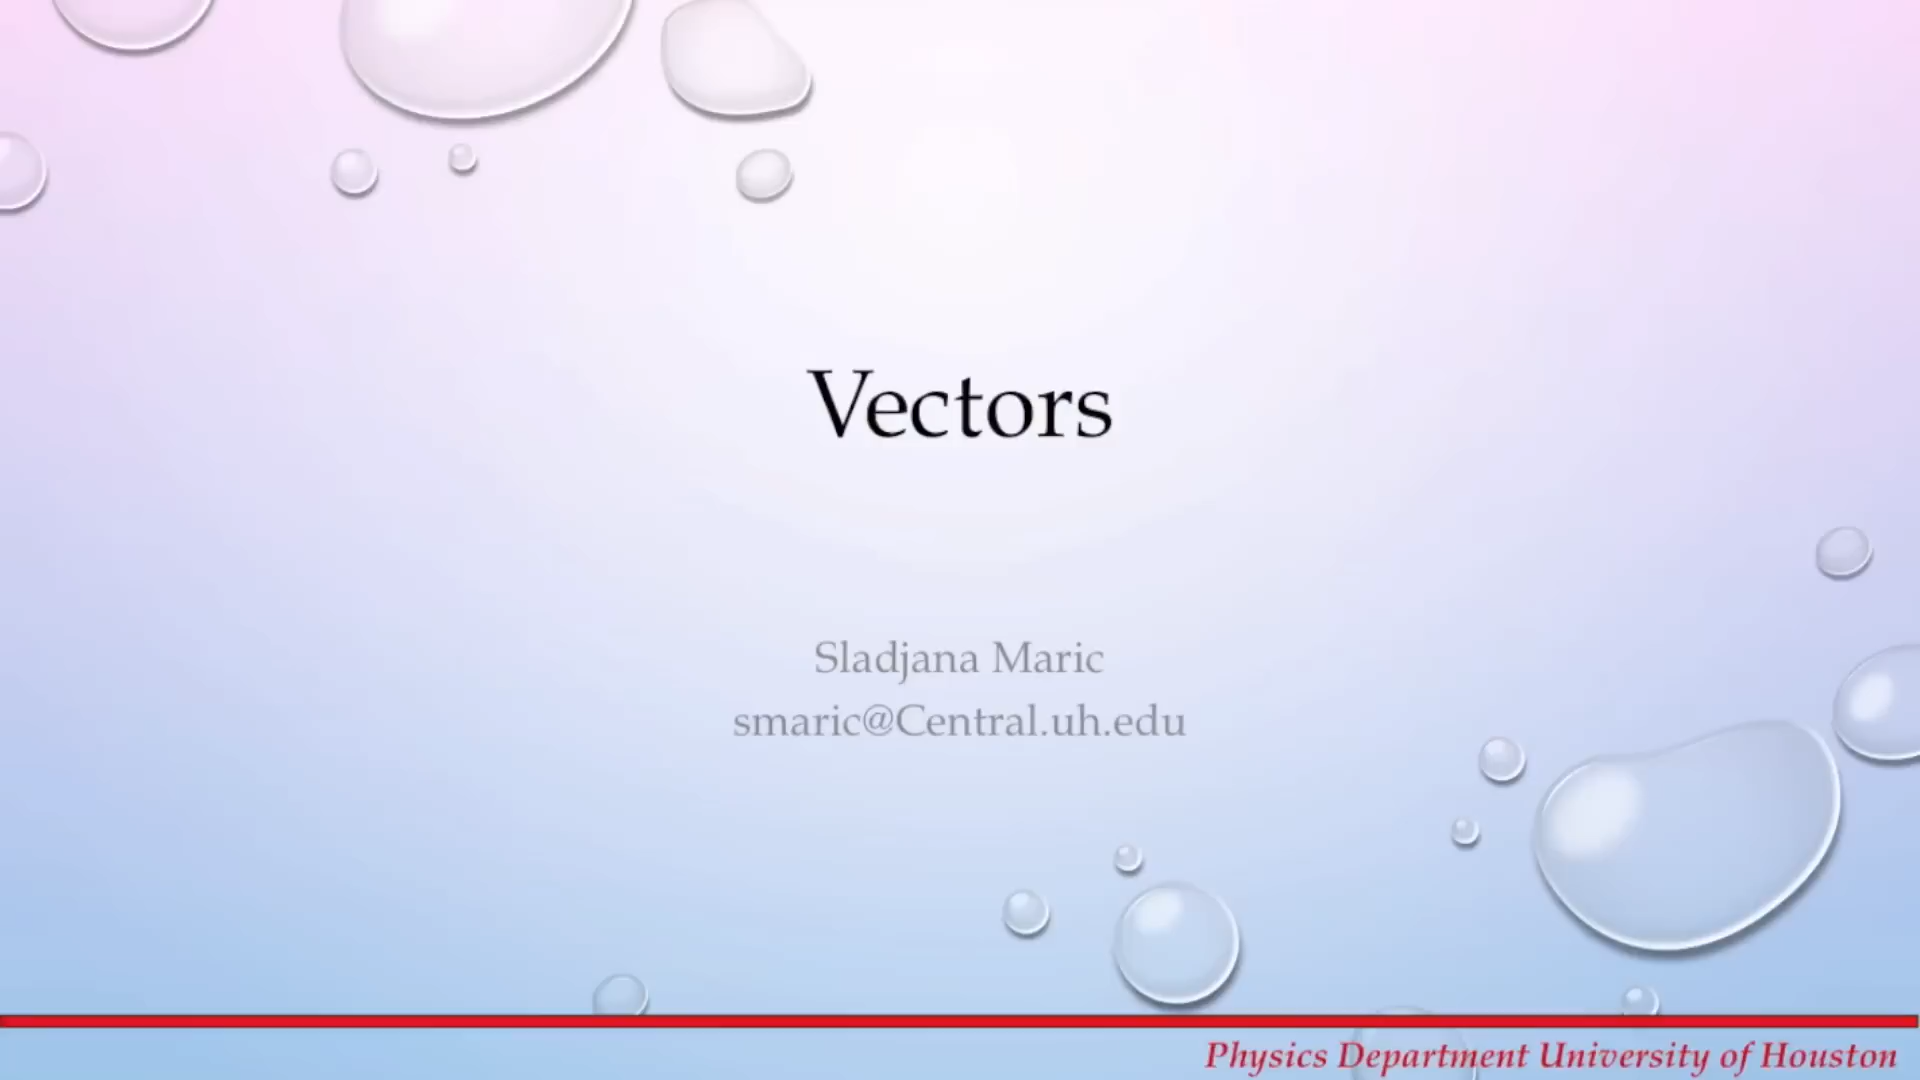 Vectors
Sladjana Maric
smaric@Central.uh.edu
Physics Department University of Houston